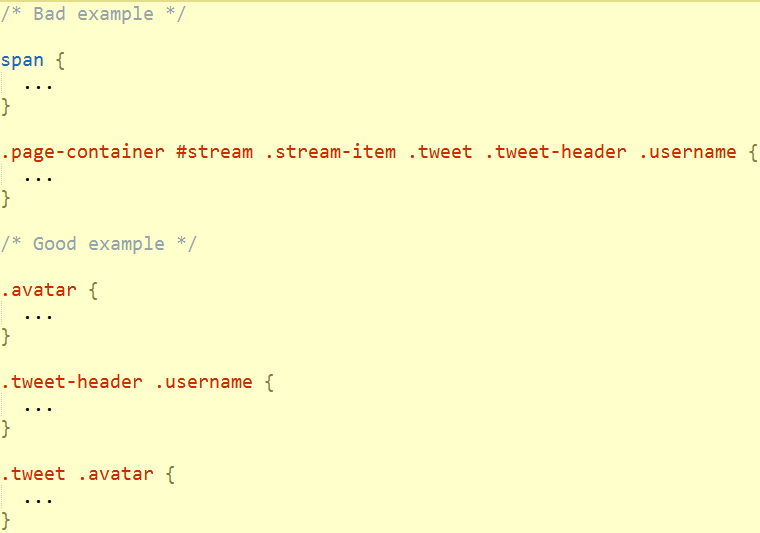 /* Bad example */
span {
...
}
.page-container #stream .stream-item .tweet .tweet-header .username {
...
}
/* Good example */
.avatar {
...
}
.tweet-header .username {
...
}
.tweet .avatar {
...
}